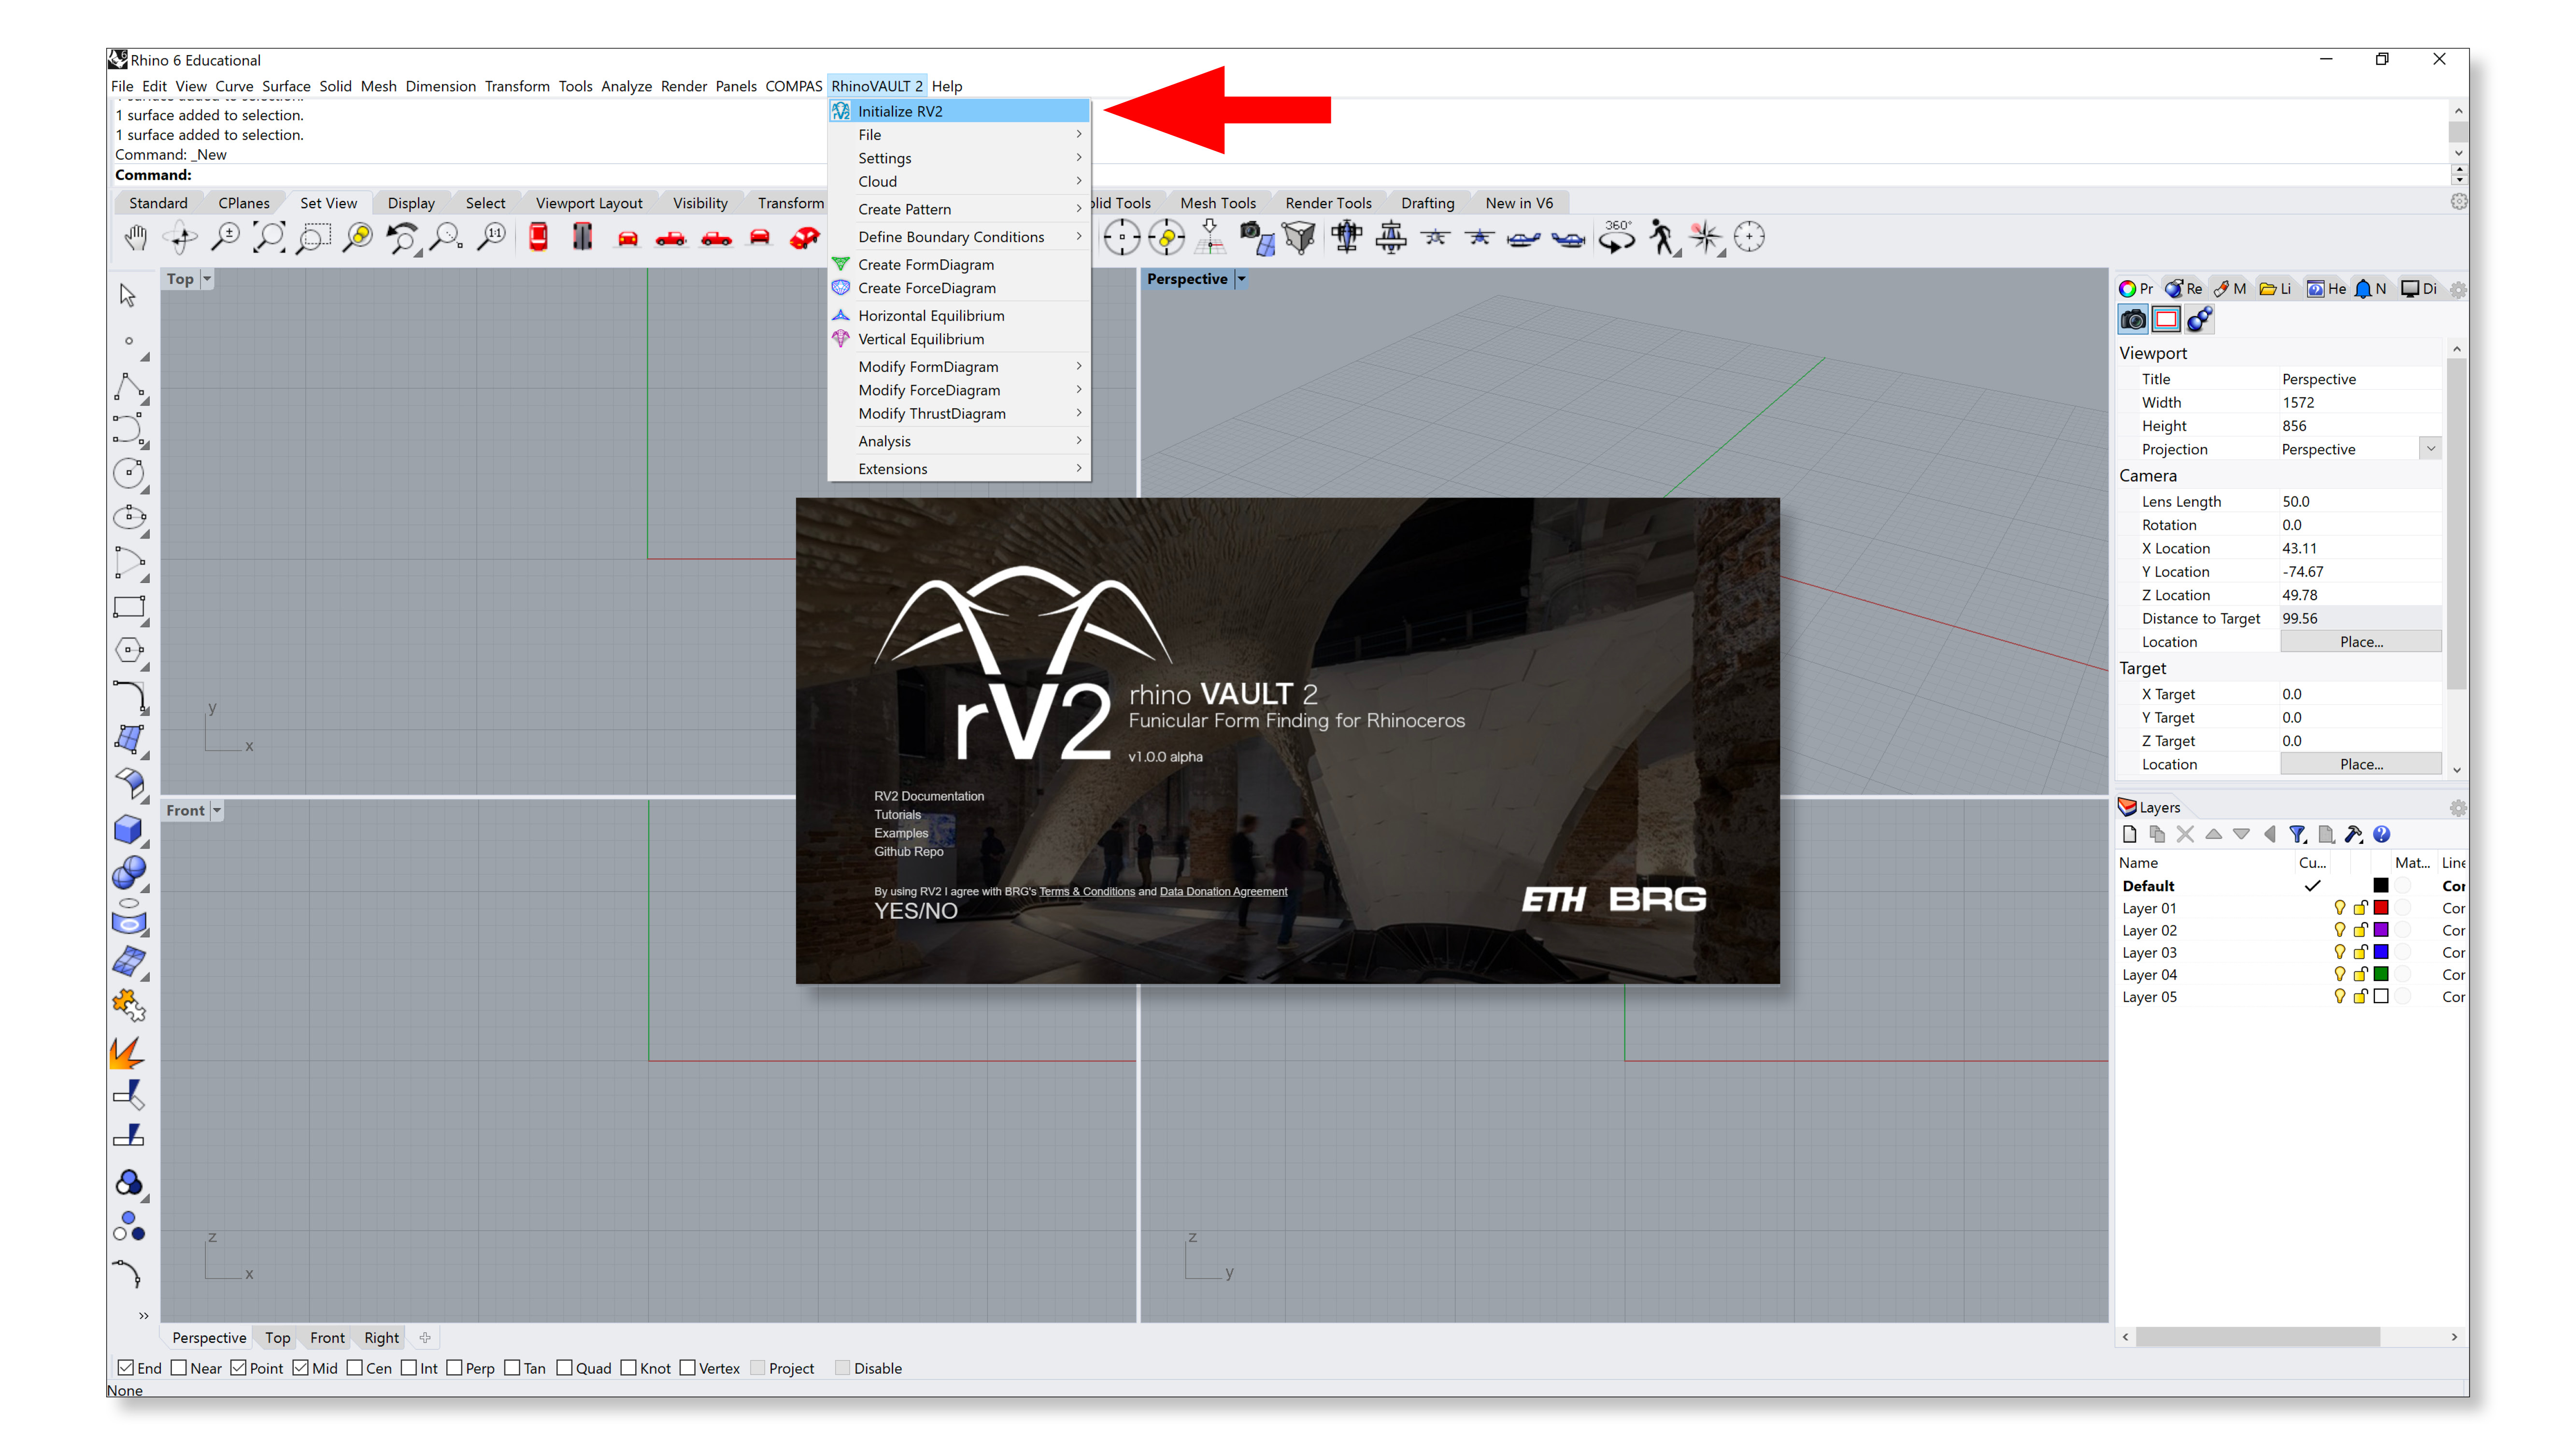 Rhino 6 Educational
File Edit View Curve Surface Solid Mesh Dimension Transform Tools Analyze Render Panels COMPAS RhinoVAULT 2 Help
1 surface added to selection.
1 surface added to selection.
1 surface added to selection.
Command: _New
Command:
Initialize RV2
File
Settings
Cloud
Create Pattern
Define Boundary Conditions
Create FormDiagram
Create ForceDiagram
Horizontal Equilibrium
Vertical Equilibrium
Modify FormDiagram
Modify ForceDiagram
Modify ThrustDiagram
Analysis
Extensions
Standard CPlanes Set View Display Select Viewport Layout Visibility Transform olid Tools Mesh Tools Render Tools Drafting New in V6
1:1
360°
Top
Perspective
y
x
Front
z
x
z
y
rV2
rhino VAULT 2
Funicular Form Finding for Rhinoceros
v1.0.0 alpha
RV2 Documentation
Tutorials
Examples
Github Repo
By using RV2 I agree with BRG's Terms & Conditions and Data Donation Agreement
YES/NO
ETH BRG
Pr Re M Li He N Di
Viewport
Title Perspective
Width 1572
Height 856
Projection Perspective
Camera
Lens Length 50.0
Rotation 0.0
X Location 43.11
Y Location -74.67
Z Location 49.78
Distance to Target 99.56
Location Place...
Target
X Target 0.0
Y Target 0.0
Z Target 0.0
Location Place...
Layers
Name Cu... Mat... Line
Default Cor
Layer 01 Cor
Layer 02 Cor
Layer 03 Cor
Layer 04 Cor
Layer 05 Cor
Perspective Top Front Right
End Near Point Mid Cen Int Perp Tan Quad Knot Vertex Project Disable
None